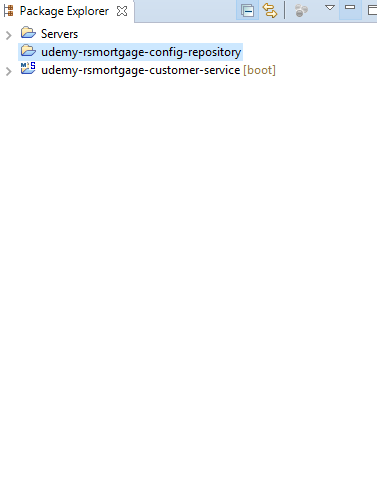 Package Explorer
Servers
udemy-rsmortgage-config-repository
udemy-rsmortgage-customer-service [boot]